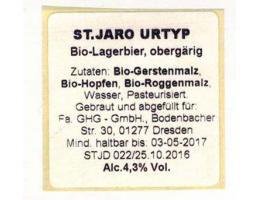 ST.JARO URTYP
Bio-Lagerbier, obergärig
Zutaten: Bio-Gerstenmalz,
Bio-Hopfen, Bio-Roggenmalz,
Wasser, Pasteurisiert.
Gebraut und abgefüllt für:
Fa. GHG - GmbH., Bodenbacher
Str. 30, 01277 Dresden
Mind. haltbar bis: 03-05-2017
STJD 022/25.10.2016
Alc.4,3% Vol.